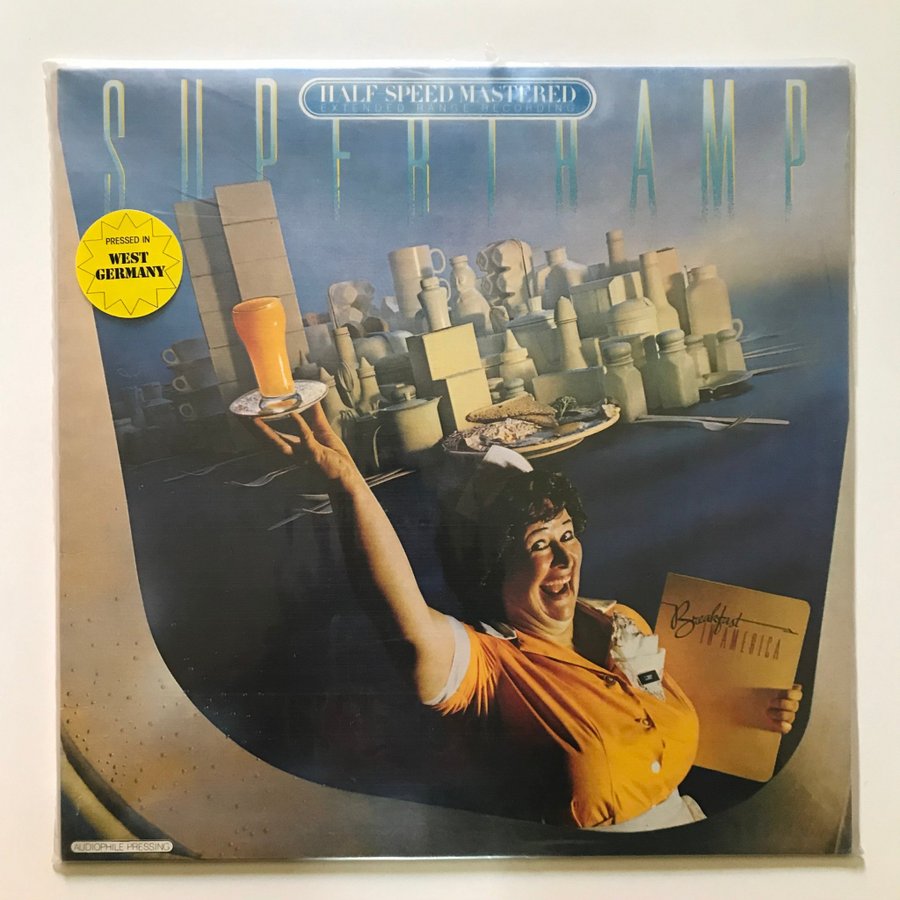 HALF SPEED MASTERED
EXTENDED RANGE RECORDING
SUPERTRAMP
PRESSED IN
WEST
GERMANY
Breakfast
IN AMERICA
AUDIOPHILE PRESSING